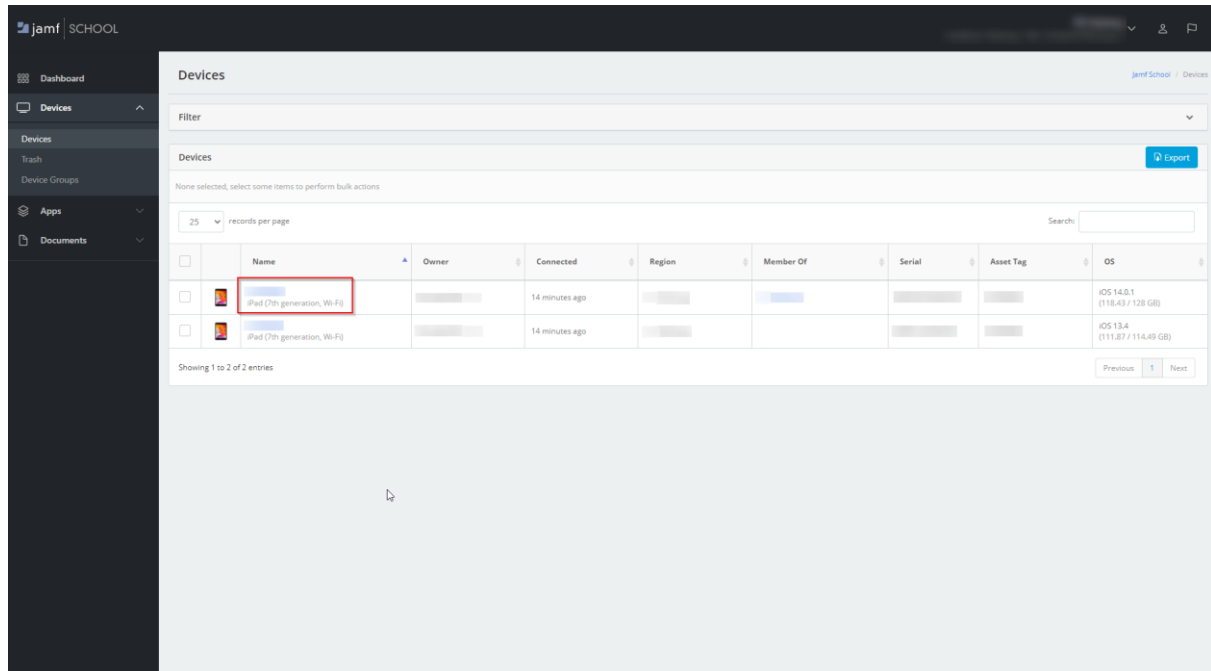 jamf SCHOOL
Dashboard
Devices
Devices
Trash
Device Groups
Apps
Documents
Devices
Jamf School / Devices
Filter
Devices
Export
None selected, select some items to perform bulk actions
25 records per page
Search:
Name Owner Connected Region Member Of Serial Asset Tag OS
iPad (7th generation, Wi-Fi) 14 minutes ago iOS 14.0.1
(118.43 / 128 GB)
iPad (7th generation, Wi-Fi) 14 minutes ago iOS 13.4
(111.87 / 114.49 GB)
Showing 1 to 2 of 2 entries
Previous 1 Next